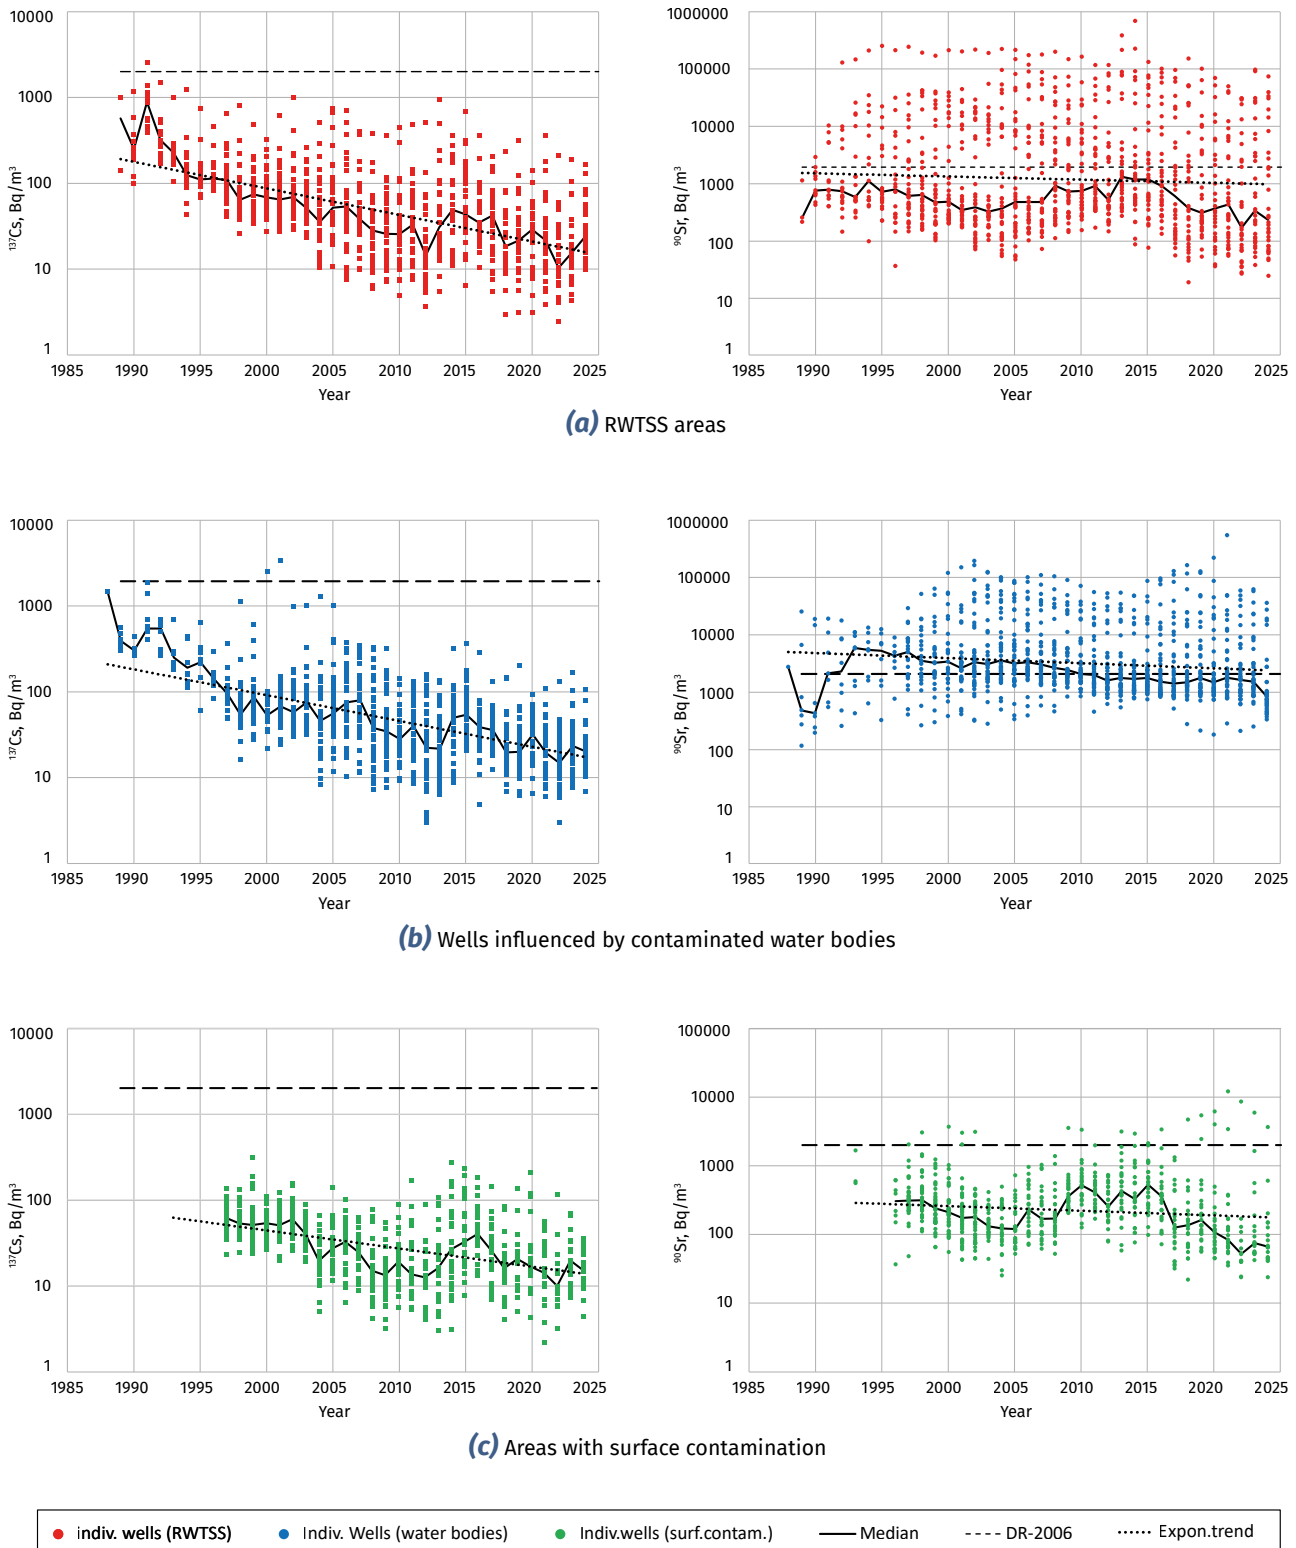 10000
1000
100
10
1
¹³⁷Cs, Bq/m³
1985 1990 1995 2000 2005 2010 2015 2020 2025
Year
1000000
100000
10000
1000
100
10
1
⁹⁰Sr, Bq/m³
1985 1990 1995 2000 2005 2010 2015 2020 2025
Year
(a) RWTSS areas
10000
1000
100
10
1
¹³⁷Cs, Bq/m³
1985 1990 1995 2000 2005 2010 2015 2020 2025
Year
1000000
100000
10000
1000
100
10
1
⁹⁰Sr, Bq/m³
1985 1990 1995 2000 2005 2010 2015 2020 2025
Year
(b) Wells influenced by contaminated water bodies
10000
1000
100
10
1
¹³⁷Cs, Bq/m³
1985 1990 1995 2000 2005 2010 2015 2020 2025
Year
100000
10000
1000
100
10
1
⁹⁰Sr, Bq/m³
1985 1990 1995 2000 2005 2010 2015 2020 2025
Year
(c) Areas with surface contamination
indiv. wells (RWTSS) Indiv. Wells (water bodies) Indiv.wells (surf.contam.) Median DR-2006 Expon.trend